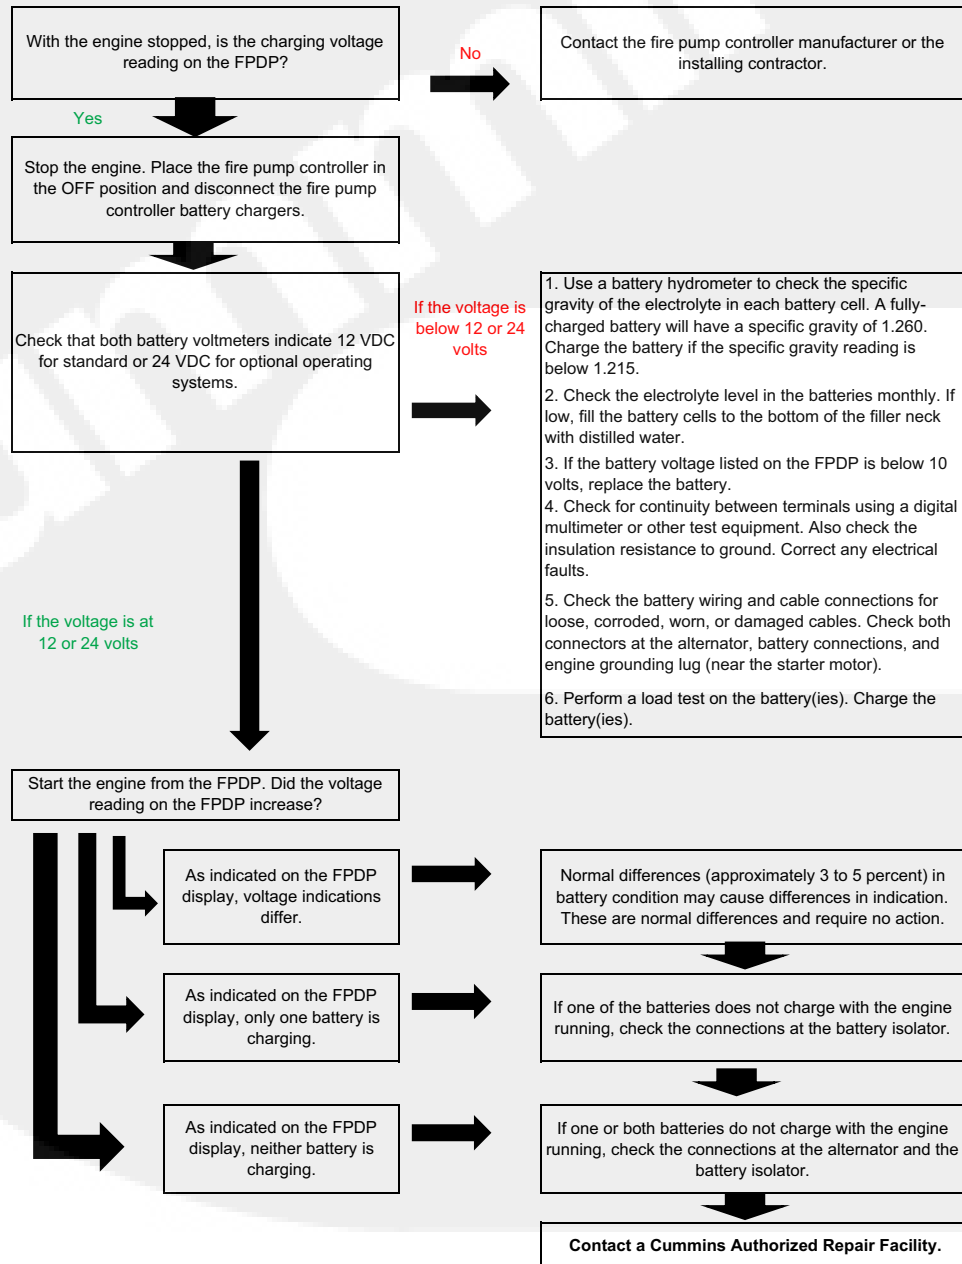 With the engine stopped, is the charging voltage
reading on the FPDP?
No
Contact the fire pump controller manufacturer or the
installing contractor.
Yes
Stop the engine. Place the fire pump controller in
the OFF position and disconnect the fire pump
controller battery chargers.
Check that both battery voltmeters indicate 12 VDC
for standard or 24 VDC for optional operating
systems.
If the voltage is
below 12 or 24
volts
1. Use a battery hydrometer to check the specific
gravity of the electrolyte in each battery cell. A fully-
charged battery will have a specific gravity of 1.260.
Charge the battery if the specific gravity reading is
below 1.215.
2. Check the electrolyte level in the batteries monthly. If
low, fill the battery cells to the bottom of the filler neck
with distilled water.
3. If the battery voltage listed on the FPDP is below 10
volts, replace the battery.
4. Check for continuity between terminals using a digital
multimeter or other test equipment. Also check the
insulation resistance to ground. Correct any electrical
faults.
5. Check the battery wiring and cable connections for
loose, corroded, worn, or damaged cables. Check both
connectors at the alternator, battery connections, and
engine grounding lug (near the starter motor).
6. Perform a load test on the battery(ies). Charge the
battery(ies).
If the voltage is at
12 or 24 volts
Start the engine from the FPDP. Did the voltage
reading on the FPDP increase?
As indicated on the FPDP
display, voltage indications
differ.
Normal differences (approximately 3 to 5 percent) in
battery condition may cause differences in indication.
These are normal differences and require no action.
As indicated on the FPDP
display, only one battery is
charging.
If one of the batteries does not charge with the engine
running, check the connections at the battery isolator.
As indicated on the FPDP
display, neither battery is
charging.
If one or both batteries do not charge with the engine
running, check the connections at the alternator and the
battery isolator.
Contact a Cummins Authorized Repair Facility.